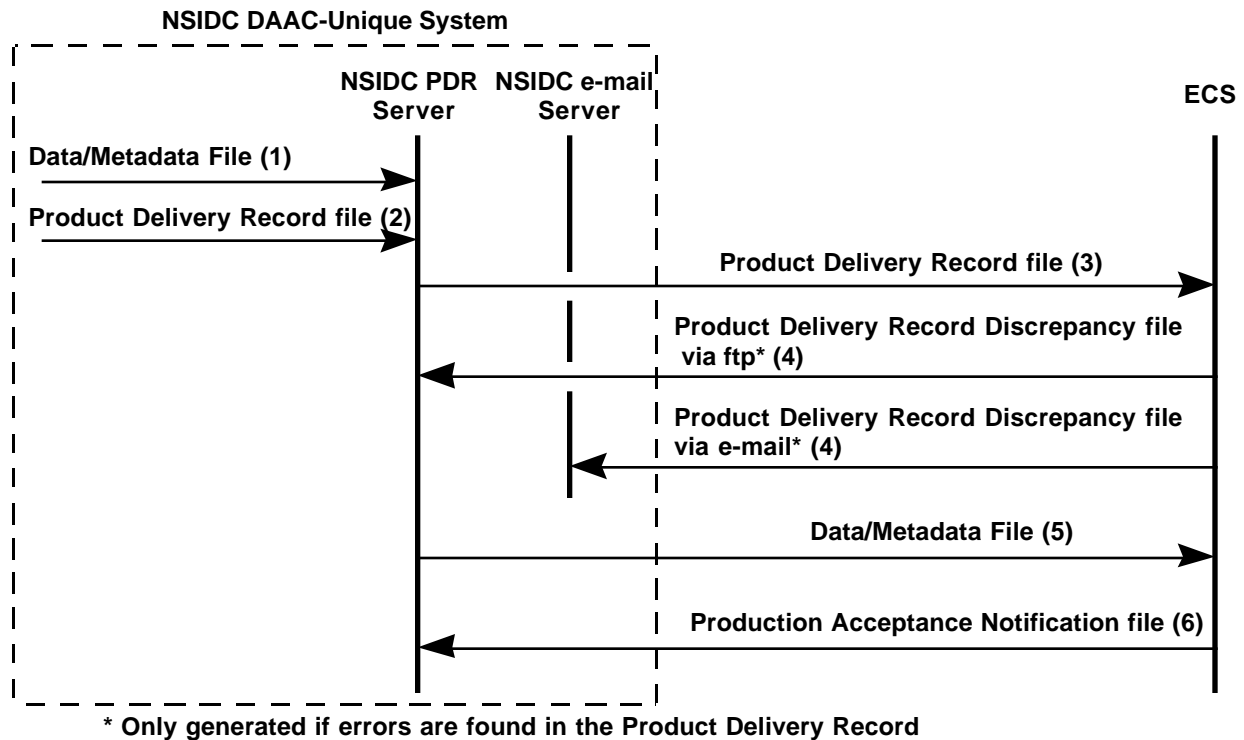 NSIDC DAAC-Unique System
NSIDC PDR
Server
NSIDC e-mail
Server
ECS
Data/Metadata File (1)
Product Delivery Record file (2)
Product Delivery Record file (3)
Product Delivery Record Discrepancy file
via ftp* (4)
Product Delivery Record Discrepancy file
via e-mail* (4)
Data/Metadata File (5)
Production Acceptance Notification file (6)
* Only generated if errors are found in the Product Delivery Record